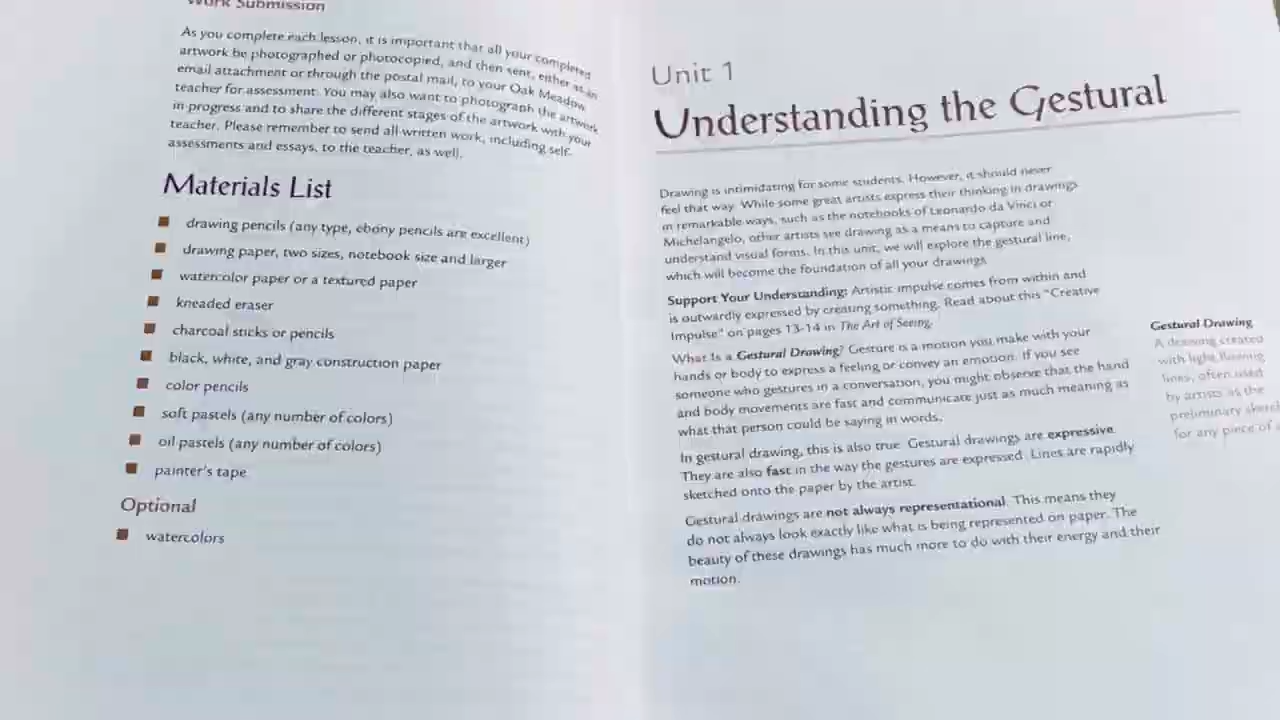 Work Submission
As you complete each lesson, it is important that all your completed
artwork be photographed or photocopied, and then sent, either as an
email attachment or through the postal mail, to your Oak Meadow
teacher for assessment. You may also want to photograph the artwork
in progress and to share the different stages of the artwork with your
teacher. Please remember to send all written work, including self-
assessments and essays, to the teacher, as well.
Materials List
drawing pencils (any type, ebony pencils are excellent)
drawing paper, two sizes, notebook size and larger
watercolor paper or a textured paper
kneaded eraser
charcoal sticks or pencils
black, white, and gray construction paper
color pencils
soft pastels (any number of colors)
oil pastels (any number of colors)
painter's tape
Optional
watercolors
Unit 1
Understanding the Gestural
Drawing is intimidating for some students. However, it should never
feel that way. While some great artists express their thinking in drawings
in remarkable ways, such as the notebooks of Leonardo da Vinci or
Michelangelo, other artists see drawing as a means to capture and
understand visual forms. In this unit, we will explore the gestural line,
which will become the foundation of all your drawings.
Support Your Understanding: Artistic impulse comes from within and
is outwardly expressed by creating something. Read about this "Creative
Impulse" on pages 13-14 in The Art of Seeing.
What Is a Gestural Drawing? Gesture is a motion you make with your
hands or body to express a feeling or convey an emotion. If you see
someone who gestures in a conversation, you might observe that the hand
and body movements are fast and communicate just as much meaning as
what that person could be saying in words.
In gestural drawing, this is also true. Gestural drawings are expressive.
They are also fast in the way the gestures are expressed. Lines are rapidly
sketched onto the paper by the artist.
Gestural drawings are not always representational. This means they
do not always look exactly like what is being represented on paper. The
beauty of these drawings has much more to do with their energy and their
motion.
Gestural Drawing
A drawing created
with light flowing
lines, often used
by artists as the
preliminary sketch
for any piece of